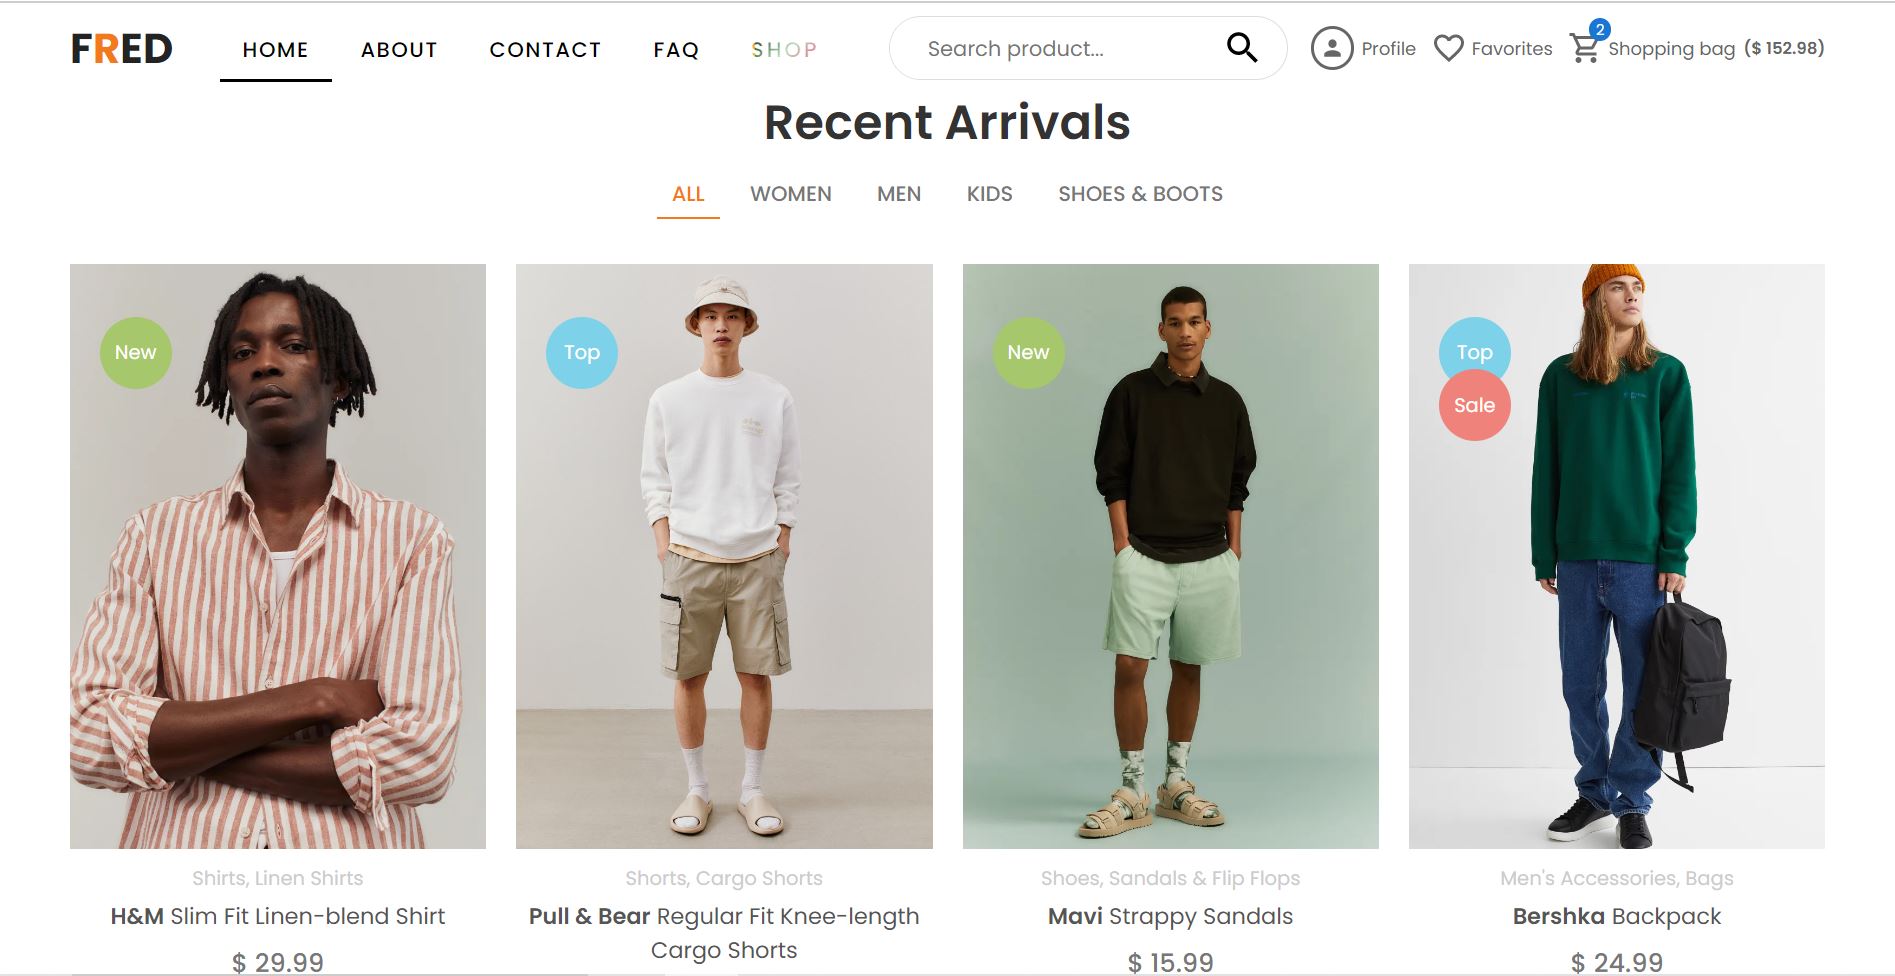 FRED HOME ABOUT CONTACT FAQ SHOP Search product... Profile Favorites 2 Shopping bag ($ 152.98)
Recent Arrivals
ALL WOMEN MEN KIDS SHOES & BOOTS
New
Top
New
Top
Sale
Shirts, Linen Shirts
H&M Slim Fit Linen-blend Shirt
$ 29.99
Shorts, Cargo Shorts
Pull & Bear Regular Fit Knee-length
Cargo Shorts
Shoes, Sandals & Flip Flops
Mavi Strappy Sandals
$ 15.99
Men's Accessories, Bags
Bershka Backpack
$ 24.99